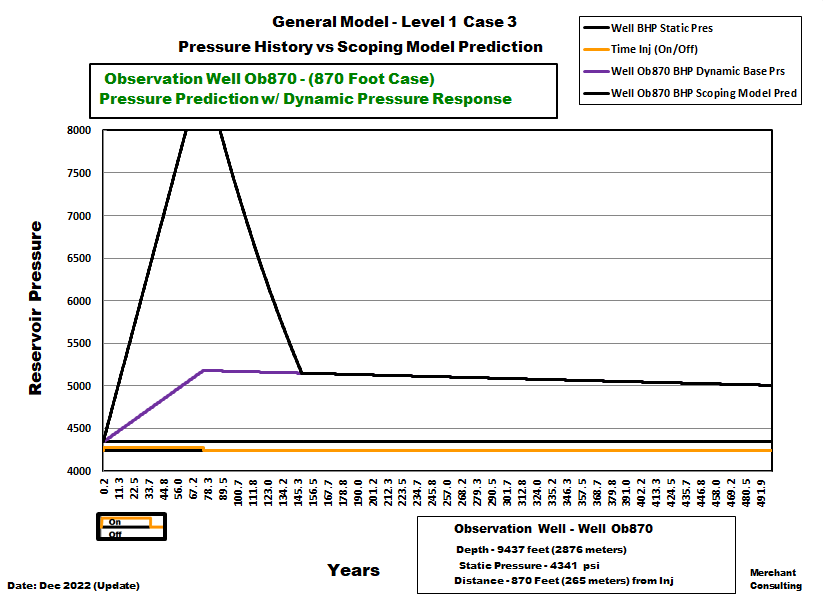 General Model - Level 1 Case 3
Pressure History vs Scoping Model Prediction
Well BHP Static Pres
Time Inj (On/Off)
Well Ob870 BHP Dynamic Base Prs
Well Ob870 BHP Scoping Model Pred
Observation Well Ob870 - (870 Foot Case)
Pressure Prediction w/ Dynamic Pressure Response
Reservoir Pressure
8000
7500
7000
6500
6000
5500
5000
4500
4000
0.2 11.3 22.5 33.7 44.8 56.0 67.2 78.3 89.5 100.7 111.8 123.0 134.2 145.3 156.5 167.7 178.8 190.0 201.2 212.3 223.5 234.7 245.8 257.0 268.2 279.3 290.5 301.7 312.8 324.0 335.2 346.3 357.5 368.7 379.8 391.0 402.2 413.3 424.5 435.7 446.8 458.0 469.2 480.5 491.9
On
Off
Years
Observation Well - Well Ob870
Depth - 9437 feet (2876 meters)
Static Pressure - 4341 psi
Distance - 870 Feet (265 meters) from Inj
Date: Dec 2022 (Update)
Merchant
Consulting